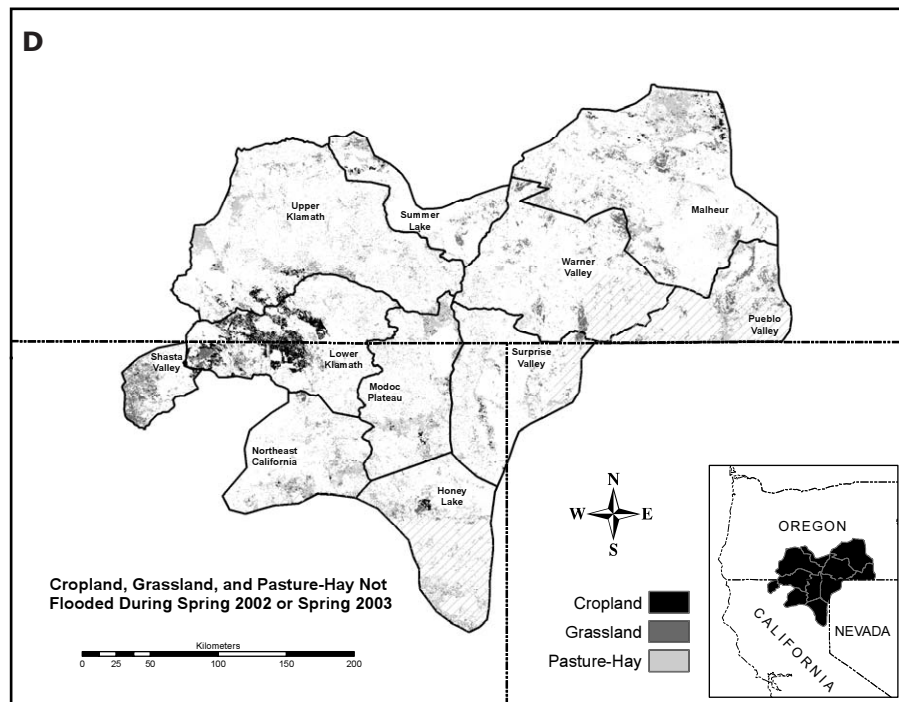 D
Upper
Klamath
Summer
Lake
Malheur
Warner
Valley
Pueblo
Valley
Shasta
Valley
Lower
Klamath
Surprise
Valley
Modoc
Plateau
Northeast
California
Honey
Lake
N
W
E
S
Cropland, Grassland, and Pasture-Hay Not
Flooded During Spring 2002 or Spring 2003
Kilometers
0 25 50 100 150 200
Cropland
Grassland
Pasture-Hay
OREGON
CALIFORNIA
NEVADA